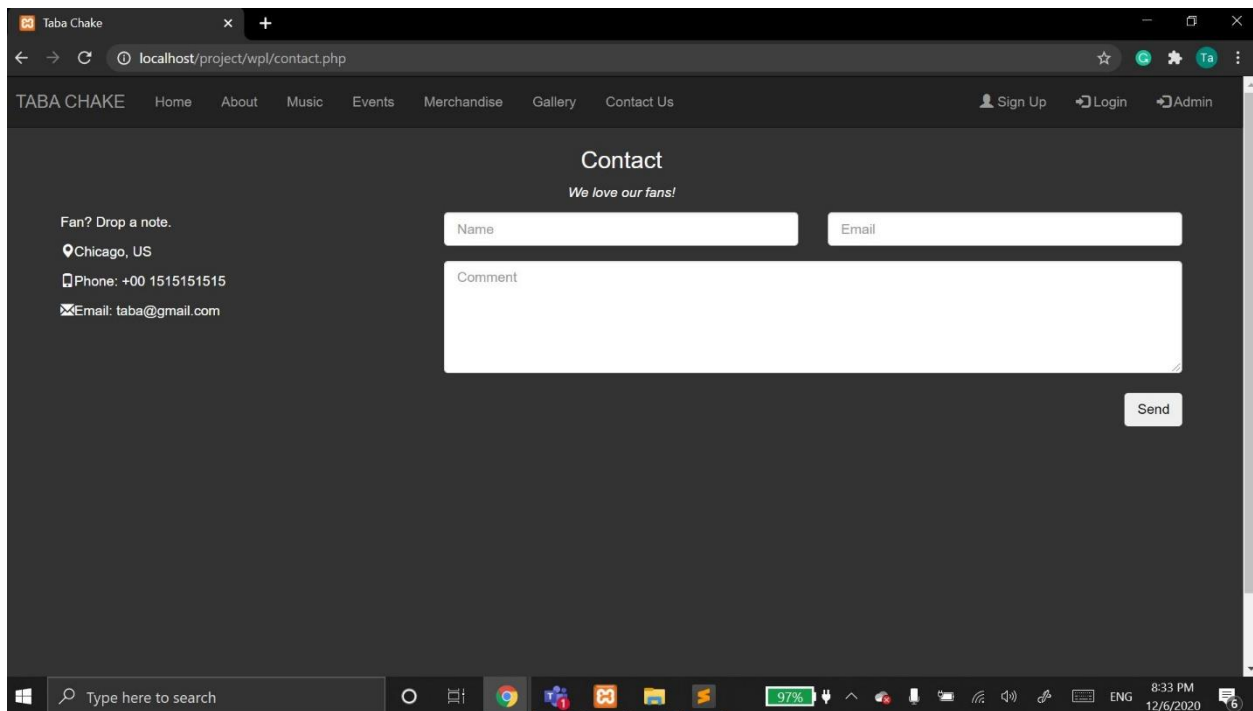 Taba Chake
localhost/project/wpl/contact.php
Ta
TABA CHAKE Home About Music Events Merchandise Gallery Contact Us Sign Up Login Admin
Contact
We love our fans!
Fan? Drop a note.
Chicago, US
Phone: +00 1515151515
Email: taba@gmail.com
Name
Email
Comment
Send
Type here to search
97%
ENG
8:33 PM
12/6/2020
6